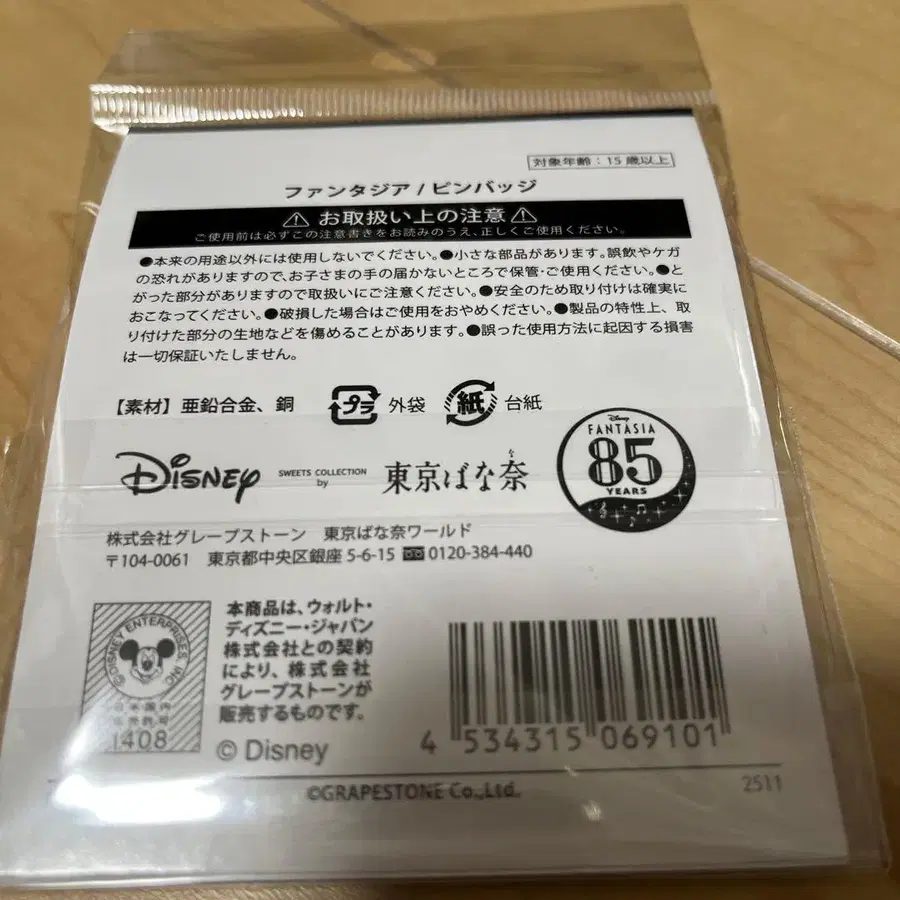 対象年齢：15歳以上
ファンタジア / ピンバッジ
お取扱い上の注意
ご使用前は必ずこの注意書きをお読みのうえ、正しくご使用ください。
●本来の用途以外には使用しないでください。●小さな部品があります。誤飲やケガ
の恐れがありますので、お子さまの手の届かないところで保管・ご使用ください。●と
がった部分がありますので取扱いにご注意ください。●安全のため取り付けは確実に
おこなってください。●破損した場合はご使用をおやめください。●製品の特性上、取
り付けた部分の生地などを傷めることがあります。●誤った使用方法に起因する損害
は一切保証いたしません。
【素材】亜鉛合金、銅
プラ 外袋 紙 台紙
Disney
FANTASIA
85
YEARS
Disney SWEETS COLLECTION
by
な
東京ばな奈
株式会社グレープストーン 東京ばな奈ワールド
〒104-0061 東京都中央区銀座5-6-15 0120-384-440
©DISNEY ENTERPRISES, INC.
日本国内
販売許可
1408
本商品は、ウォルト・
ディズニー・ジャパン
株式会社との契約
により、株式会社
グレープストーンが
販売するものです。
© Disney
4 534315 069101
©GRAPESTONE Co.,Ltd.
2511